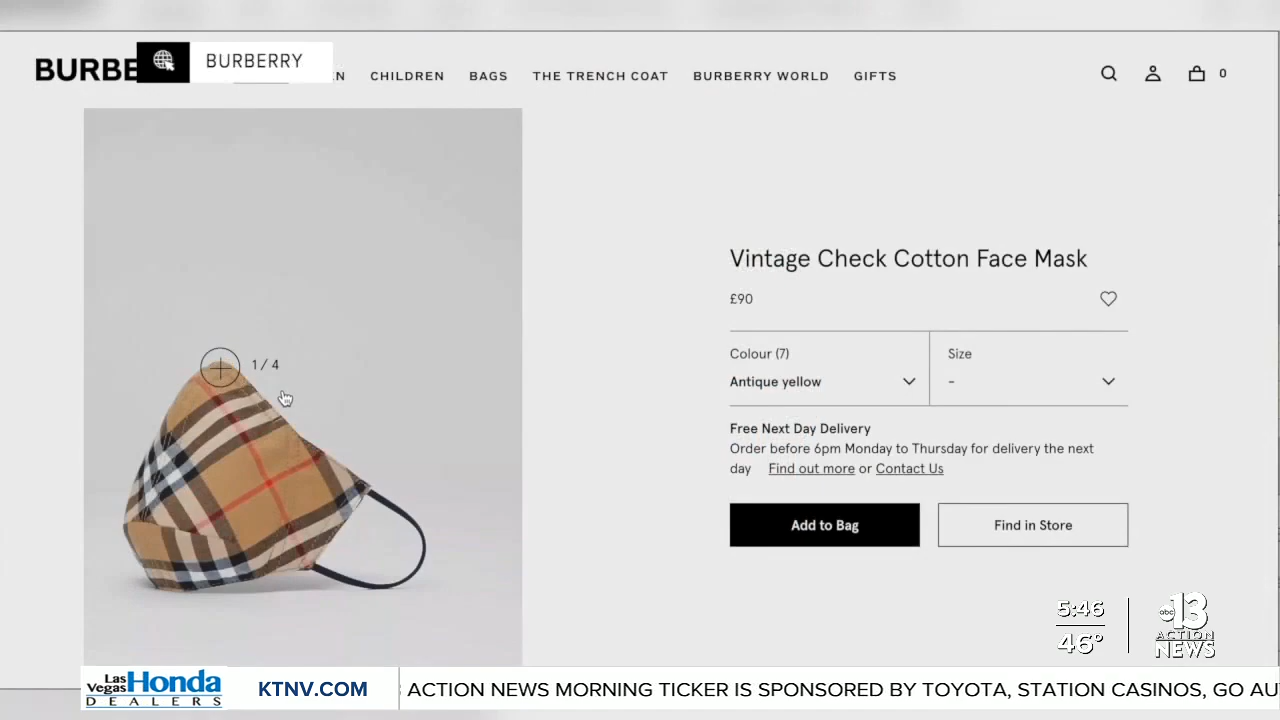 BURBE
BURBERRY
N CHILDREN BAGS THE TRENCH COAT BURBERRY WORLD GIFTS
0
Vintage Check Cotton Face Mask
£90
1 / 4
Colour (7)
Size
Antique yellow
-
Free Next Day Delivery
Order before 6pm Monday to Thursday for delivery the next
day Find out more or Contact Us
Add to Bag
Find in Store
5:46
46°
abc 13
ACTION
NEWS
Las Vegas Honda
DEALERS
KTNV.COM
ACTION NEWS MORNING TICKER IS SPONSORED BY TOYOTA, STATION CASINOS, GO AU